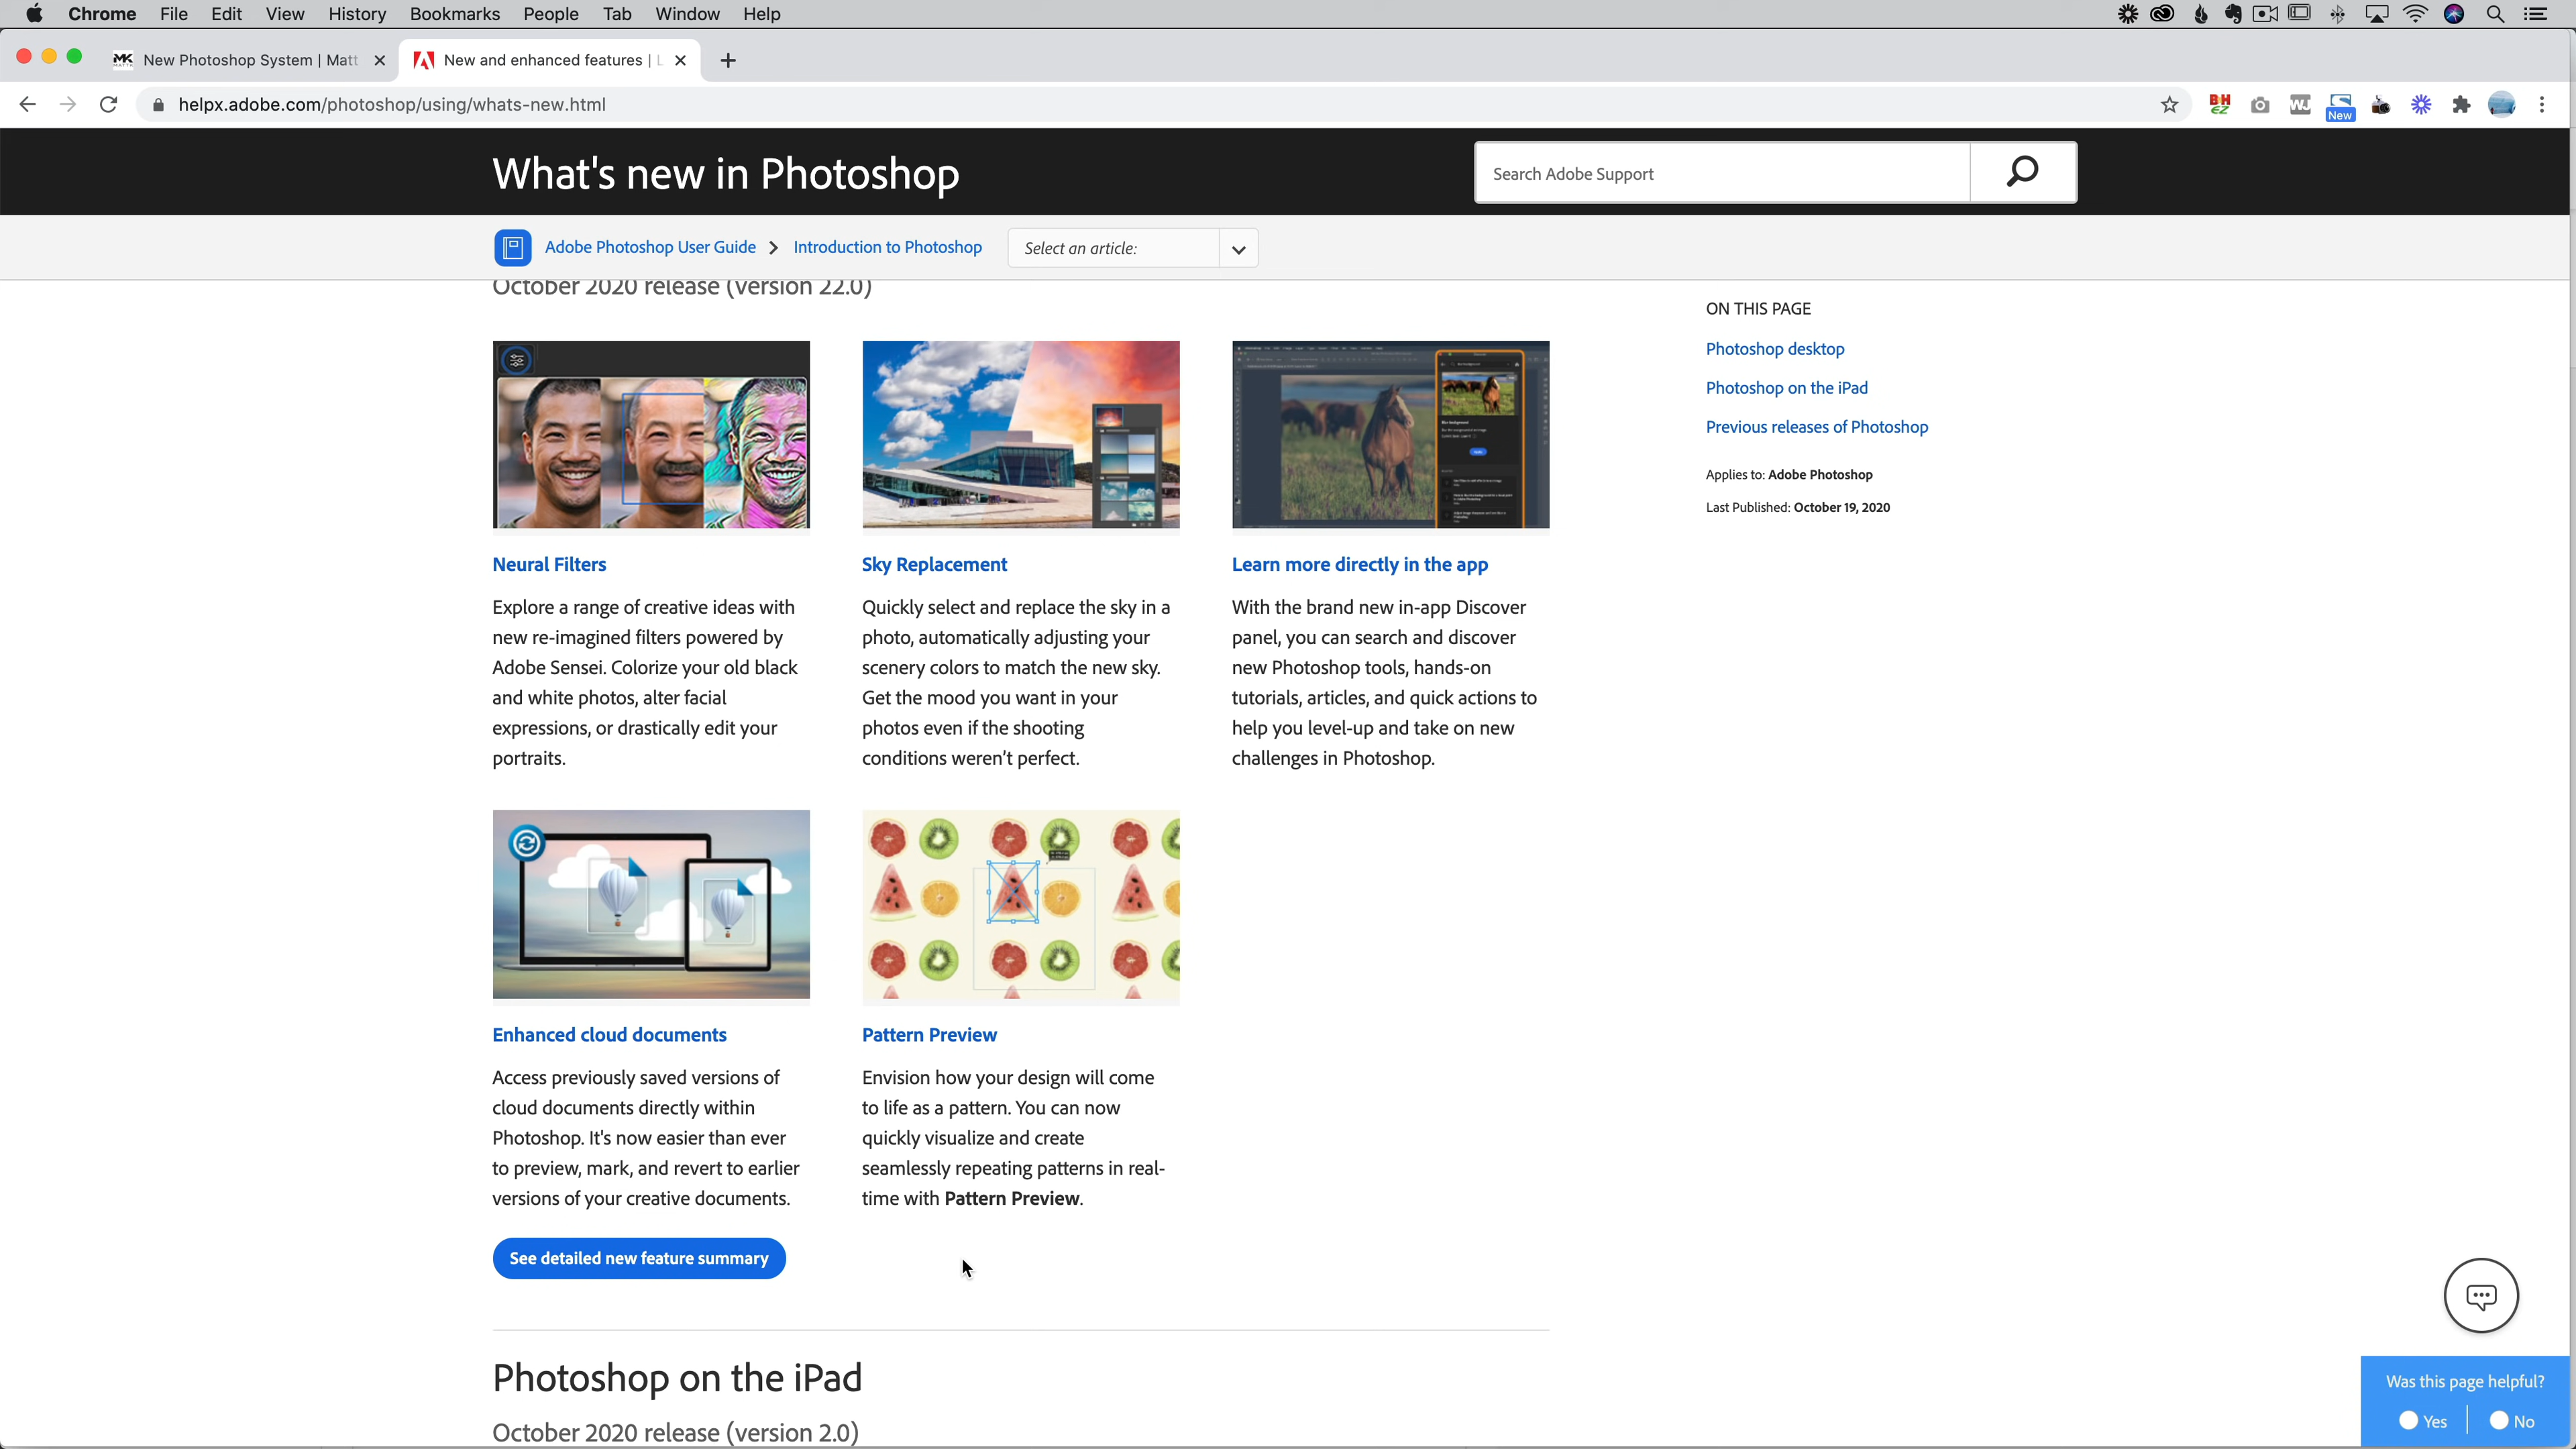 Chrome File Edit View History Bookmarks People Tab Window Help
MK New Photoshop System | Matt
New and enhanced features | L
helpx.adobe.com/photoshop/using/whats-new.html
BH EZ
WJ
New
What's new in Photoshop
Search Adobe Support
Adobe Photoshop User Guide
Introduction to Photoshop
Select an article:
October 2020 release (version 22.0)
Neural Filters
Explore a range of creative ideas with
new re-imagined filters powered by
Adobe Sensei. Colorize your old black
and white photos, alter facial
expressions, or drastically edit your
portraits.
Sky Replacement
Quickly select and replace the sky in a
photo, automatically adjusting your
scenery colors to match the new sky.
Get the mood you want in your
photos even if the shooting
conditions weren't perfect.
Learn more directly in the app
With the brand new in-app Discover
panel, you can search and discover
new Photoshop tools, hands-on
tutorials, articles, and quick actions to
help you level-up and take on new
challenges in Photoshop.
Enhanced cloud documents
Access previously saved versions of
cloud documents directly within
Photoshop. It's now easier than ever
to preview, mark, and revert to earlier
versions of your creative documents.
Pattern Preview
Envision how your design will come
to life as a pattern. You can now
quickly visualize and create
seamlessly repeating patterns in real-
time with Pattern Preview.
See detailed new feature summary
Photoshop on the iPad
October 2020 release (version 2.0)
ON THIS PAGE
Photoshop desktop
Photoshop on the iPad
Previous releases of Photoshop
Applies to: Adobe Photoshop
Last Published: October 19, 2020
Was this page helpful?
Yes
No